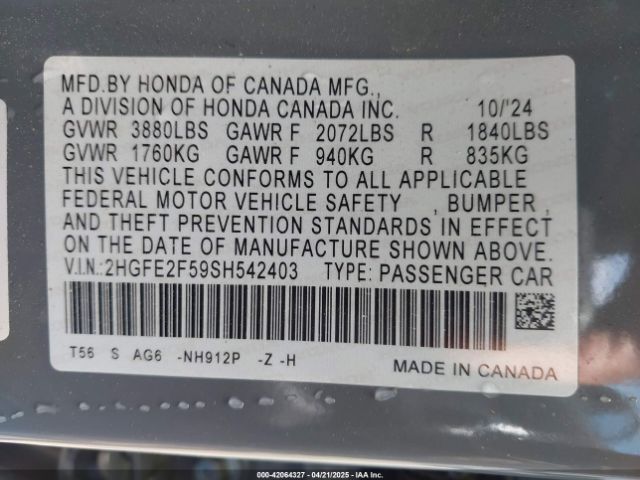 MFD.BY HONDA OF CANADA MFG.,
A DIVISION OF HONDA CANADA INC. 10/'24
GVWR 3880LBS GAWR F 2072LBS R 1840LBS
GVWR 1760KG GAWR F 940KG R 835KG
THIS VEHICLE CONFORMS TO ALL APPLICABLE
FEDERAL MOTOR VEHICLE SAFETY , BUMPER ,
AND THEFT PREVENTION STANDARDS IN EFFECT
ON THE DATE OF MANUFACTURE SHOWN ABOVE.
V.I.N.:2HGFE2F59SH542403 TYPE: PASSENGER CAR
T56 S AG6 -NH912P -Z -H
MADE IN CANADA
000-42064327 - 04/21/2025 - IAA Inc.